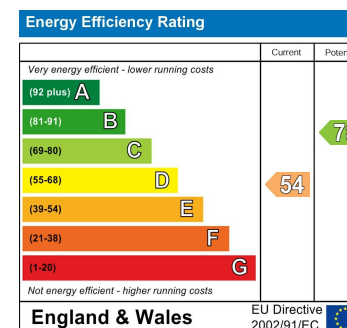 Energy Efficiency Rating
Current
Very energy efficient - lower running costs
(92 plus) A
(81-91) B
(69-80) C
(55-68) D
54
(39-54) E
(21-38) F
(1-20) G
Not energy efficient - higher running costs
England & Wales
EU Directive
2002/91/EC